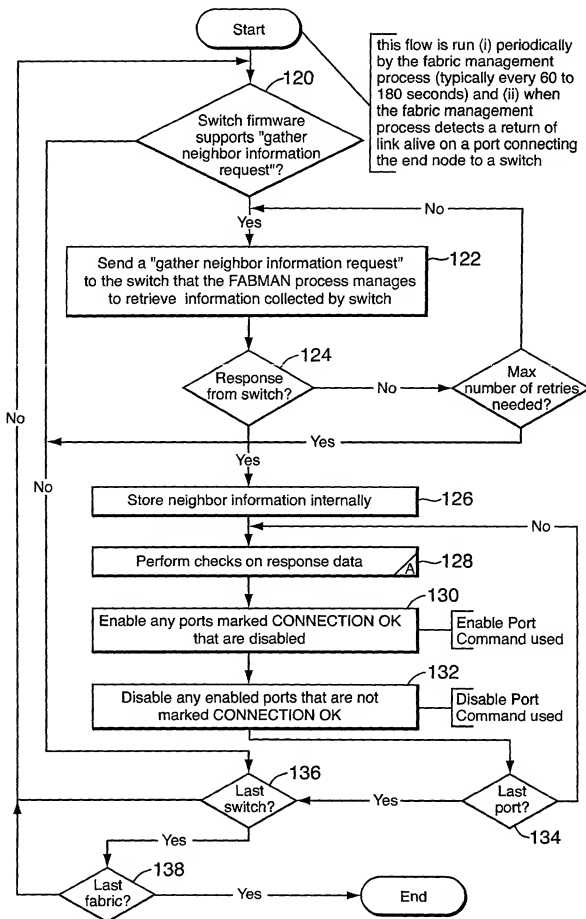 Start
this flow is run (i) periodically
by the fabric management
process (typically every 60 to
180 seconds) and (ii) when
the fabric management
process detects a return of
link alive on a port connecting
the end node to a switch
120
Switch firmware
supports "gather
neighbor information
request"?
No
Yes
Send a "gather neighbor information request"
to the switch that the FABMAN process manages
to retrieve information collected by switch
122
124
Response
from switch?
No
Max
number of retries
needed?
No
Yes
Yes
No
Store neighbor information internally
126
No
Perform checks on response data
A
128
130
Enable any ports marked CONNECTION OK
that are disabled
Enable Port
Command used
132
Disable any enabled ports that are not
marked CONNECTION OK
Disable Port
Command used
136
Last
switch?
Yes
Last
port?
134
Yes
138
Last
fabric?
Yes
End